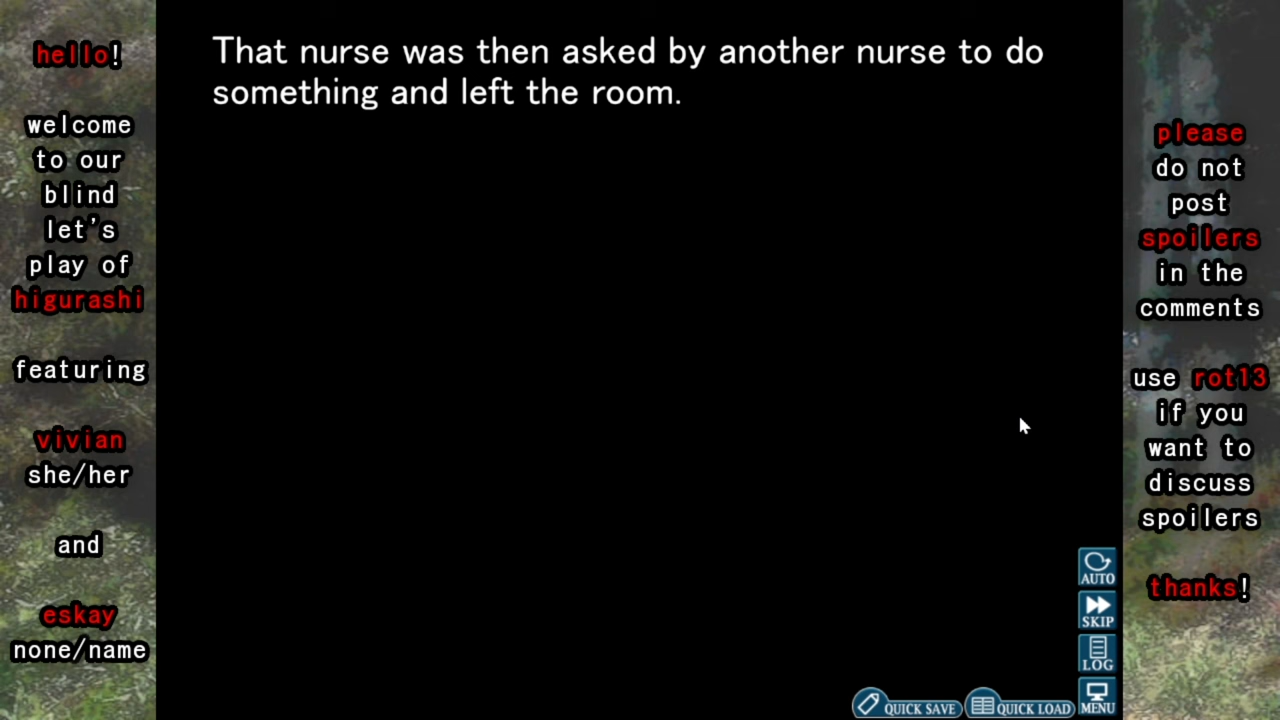 hello!
welcome
to our
blind
let's
play of
higurashi
featuring
vivian
she/her
and
eskay
none/name
That nurse was then asked by another nurse to do
something and left the room.
AUTO
SKIP
LOG
MENU
QUICK SAVE
QUICK LOAD
please
do not
post
spoilers
in the
comments
use rot13
if you
want to
discuss
spoilers
thanks!